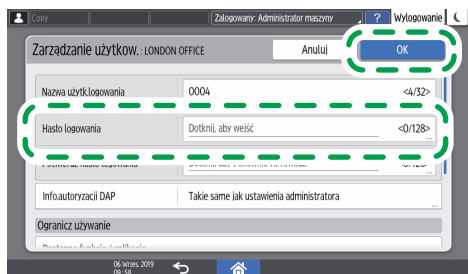 Copy
Zalogowany: Administrator maszyny
? Wylogowanie
Zarządzanie użytkow. : LONDON OFFICE
Anuluj
OK
Nazwa użytk.logowania
0004
<4/32>
Hasło logowania
Dotknij, aby wejść
<0/128>
...
Info.autoryzacji DAP
Takie same jak ustawienia administratora
...
Ogranicz używanie
06 Wrzes. 2019
09:58